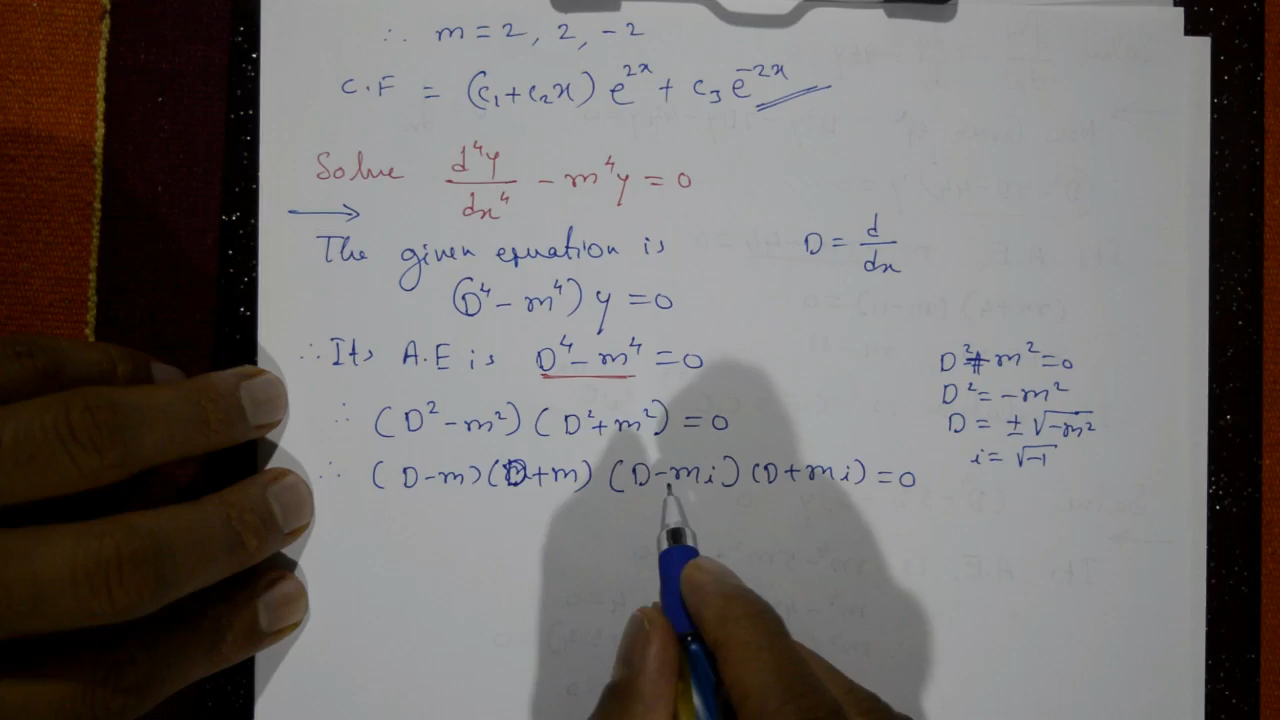 ∴ m = 2, 2, -2
C.F = (c₁+c₂x) e²ˣ + c₃e⁻²ˣ
Solve d⁴y/dx⁴ - m⁴y = 0
The given equation is
D = d/dx
(D⁴ - m⁴) y = 0
∴ Its A.E is D⁴ - m⁴ = 0
∴ (D² - m²) (D² + m²) = 0
∴ (D-m)(D+m) (D-mi)(D+mi) = 0
D² + m² = 0
D² = -m²
D = ± √-m²
i = √-1